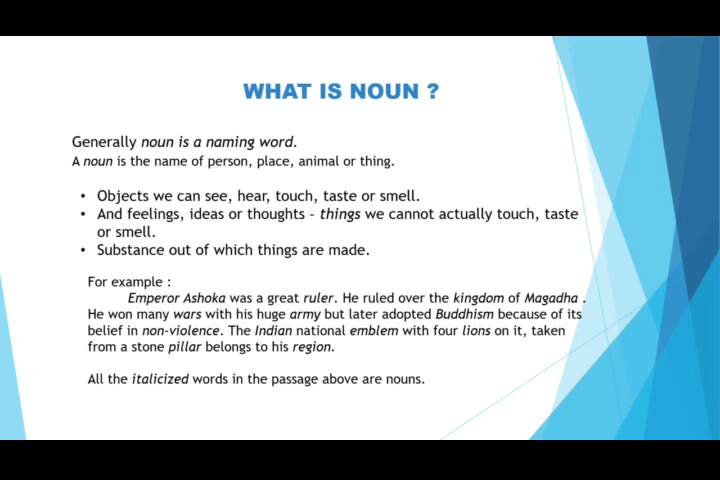 WHAT IS NOUN ?
Generally noun is a naming word.
A noun is the name of person, place, animal or thing.
• Objects we can see, hear, touch, taste or smell.
• And feelings, ideas or thoughts – things we cannot actually touch, taste
or smell.
• Substance out of which things are made.
For example :
Emperor Ashoka was a great ruler. He ruled over the kingdom of Magadha .
He won many wars with his huge army but later adopted Buddhism because of its
belief in non-violence. The Indian national emblem with four lions on it, taken
from a stone pillar belongs to his region.
All the italicized words in the passage above are nouns.